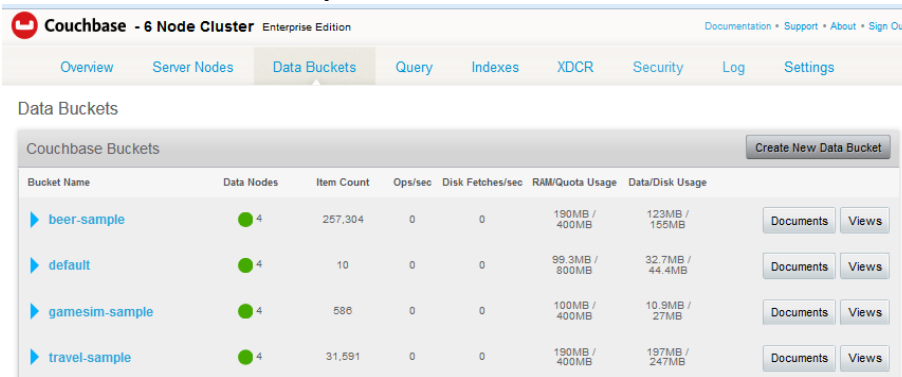 Couchbase - 6 Node Cluster Enterprise Edition Documentation • Support • About • Sign Ou
Overview Server Nodes Data Buckets Query Indexes XDCR Security Log Settings
Data Buckets
Couchbase Buckets Create New Data Bucket
Bucket Name Data Nodes Item Count Ops/sec Disk Fetches/sec RAM/Quota Usage Data/Disk Usage
beer-sample 4 257,304 0 0 190MB / 400MB 123MB / 155MB Documents Views
default 4 10 0 0 99.3MB / 800MB 32.7MB / 44.4MB Documents Views
gamesim-sample 4 586 0 0 100MB / 400MB 10.9MB / 27MB Documents Views
travel-sample 4 31,591 0 0 190MB / 400MB 197MB / 247MB Documents Views